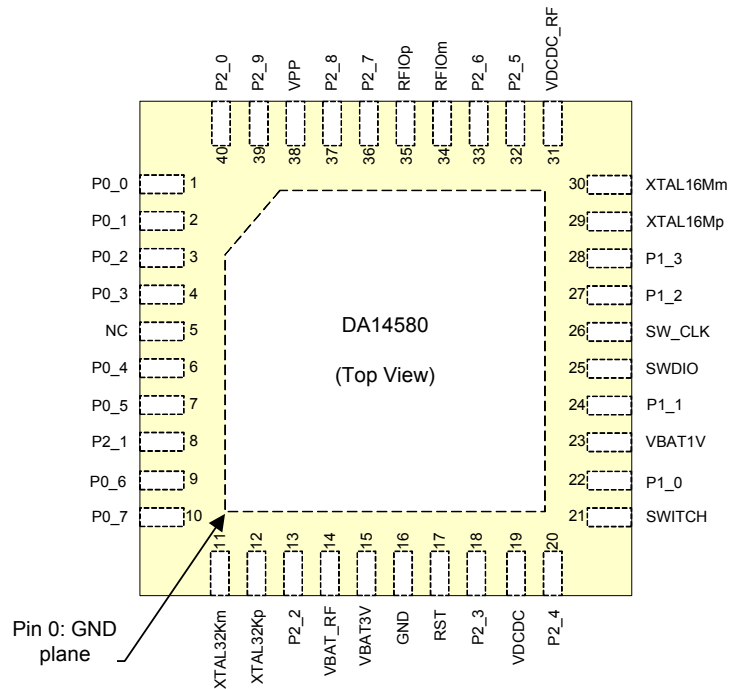 P2_0
P2_9
VPP
P2_8
P2_7
RFIOp
RFIOm
P2_6
P2_5
VDCDC_RF
40
39
38
37
36
35
34
33
32
31
P0_0 1
P0_1 2
P0_2 3
P0_3 4
NC 5
P0_4 6
P0_5 7
P2_1 8
P0_6 9
P0_7 10
DA14580
(Top View)
30 XTAL16Mm
29 XTAL16Mp
28 P1_3
27 P1_2
26 SW_CLK
25 SWDIO
24 P1_1
23 VBAT1V
22 P1_0
21 SWITCH
11
12
13
14
15
16
17
18
19
20
XTAL32Km
XTAL32Kp
P2_2
VBAT_RF
VBAT3V
GND
RST
P2_3
VDCDC
P2_4
Pin 0: GND
plane